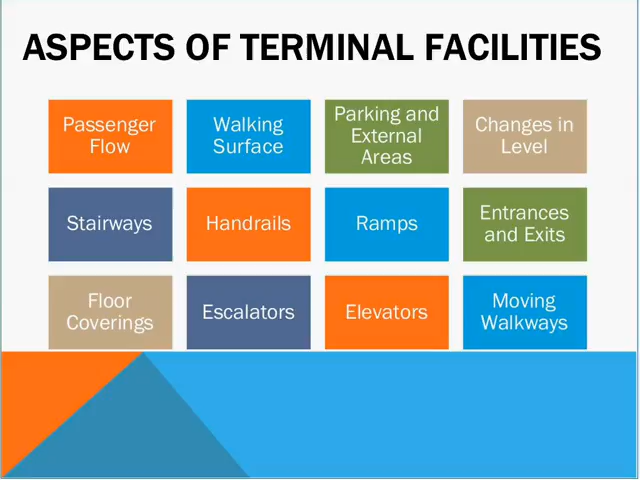 ASPECTS OF TERMINAL FACILITIES
Passenger
Flow
Walking
Surface
Parking and
External
Areas
Changes in
Level
Stairways
Handrails
Ramps
Entrances
and Exits
Floor
Coverings
Escalators
Elevators
Moving
Walkways